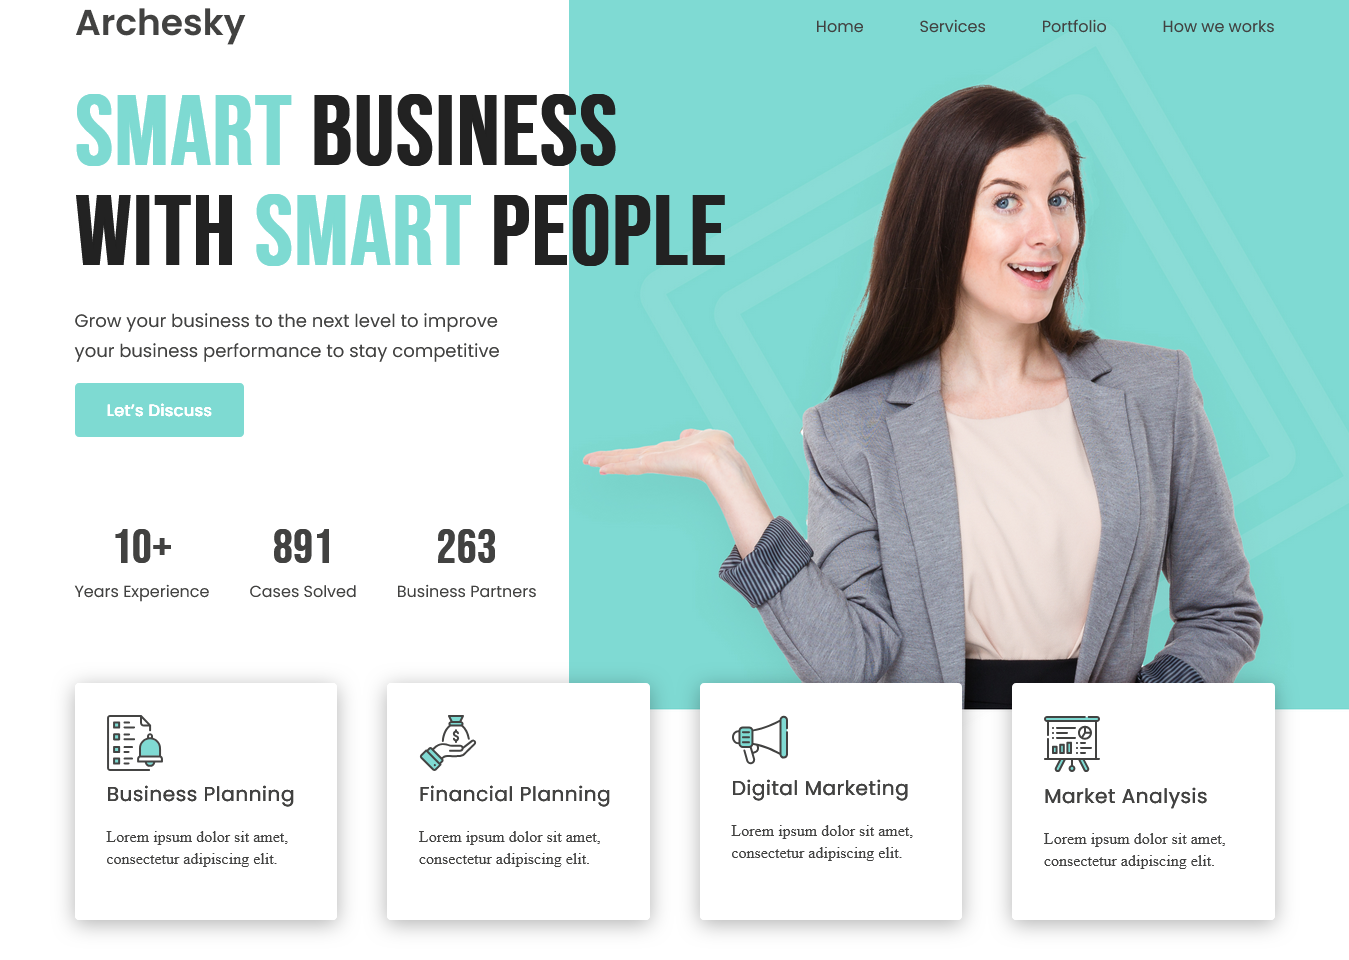 Archesky
Home Services Portfolio How we works
SMART BUSINESS
WITH SMART PEOPLE
Grow your business to the next level to improve
your business performance to stay competitive
Let's Discuss
10+ 891 263
Years Experience Cases Solved Business Partners
Business Planning
Lorem ipsum dolor sit amet,
consectetur adipiscing elit.
Financial Planning
Lorem ipsum dolor sit amet,
consectetur adipiscing elit.
Digital Marketing
Lorem ipsum dolor sit amet,
consectetur adipiscing elit.
Market Analysis
Lorem ipsum dolor sit amet,
consectetur adipiscing elit.